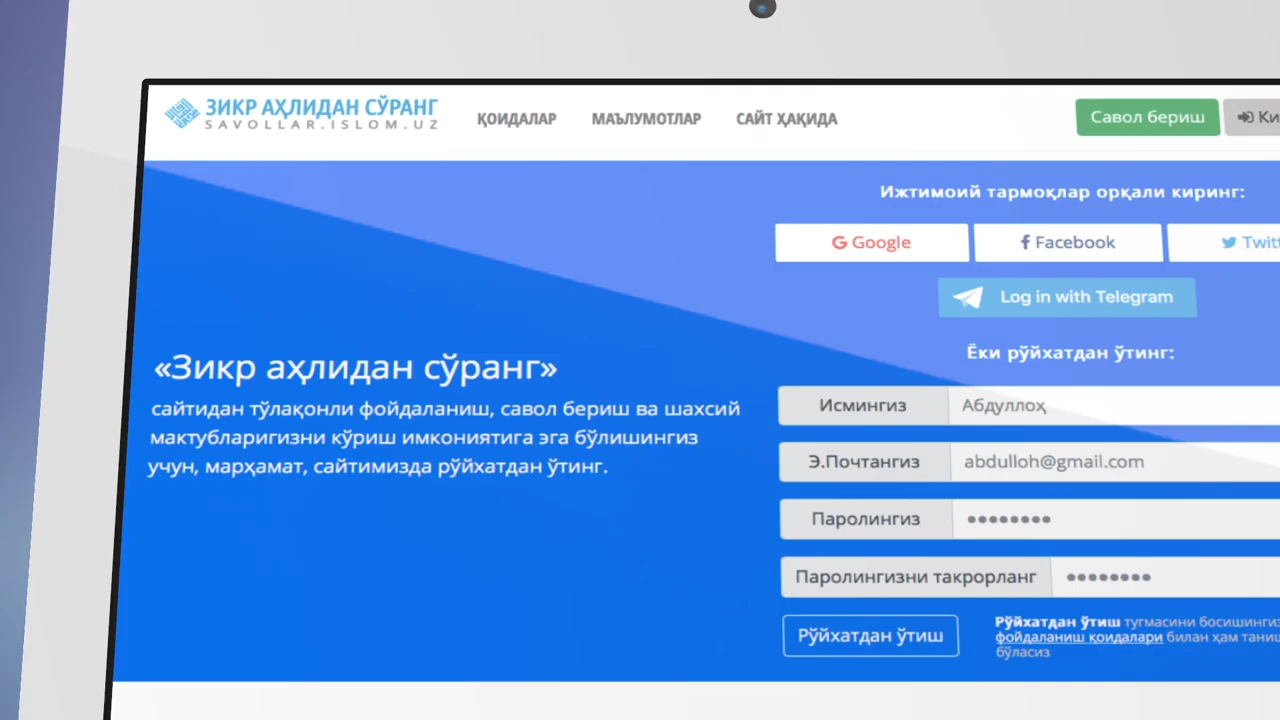 ЗИКР АҲЛИДАН СЎРАНГ
SAVOLLAR.ISLOM.UZ
ҚОИДАЛАР
МАЪЛУМОТЛАР
САЙТ ҲАҚИДА
Савол бериш
Ижтимоий тармоқлар орқали киринг:
Google
Facebook
Log in with Telegram
«Зикр аҳлидан сўранг»
сайтидан тўлақонли фойдаланиш, савол бериш ва шахсий
мактубларигизни кўриш имкониятига эга бўлишингиз
учун, марҳамат, сайтимизда рўйхатдан ўтинг.
Ёки рўйхатдан ўтинг:
Исмингиз
Абдуллоҳ
Э.Почтангиз
abdulloh@gmail.com
Паролингиз
••••••••
Паролингизни такрорланг
••••••••
Рўйхатдан ўтиш
Рўйхатдан ўтиш тугмасини
фойдаланиш қоидалари билан ҳам
бўласиз